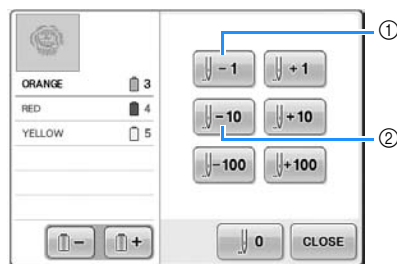 ①
-1 +1
ORANGE 3
RED 4
-10 +10
YELLOW 5
②
-100 +100
- +
0 CLOSE